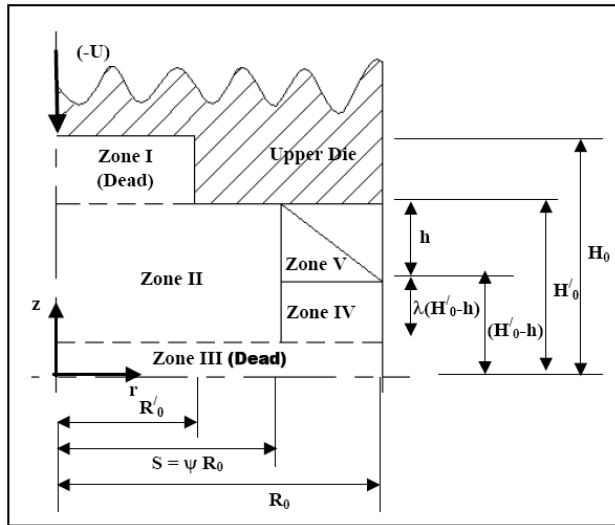 (-U)
Zone I
(Dead)
Upper Die
Zone II
h
H₀
Zone V
z
Zone IV
λ(H′₀-h)
(H′₀-h)
H′₀
Zone III (Dead)
r
R′₀
S = ψ R₀
R₀